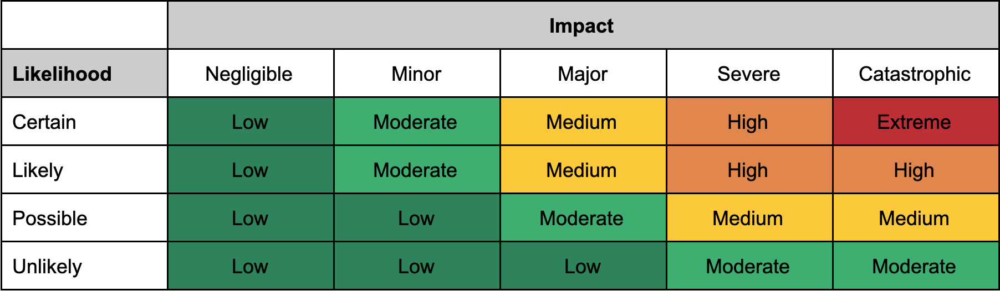 Impact
Likelihood Negligible Minor Major Severe Catastrophic
Certain Low Moderate Medium High Extreme
Likely Low Moderate Medium High High
Possible Low Low Moderate Medium Medium
Unlikely Low Low Low Moderate Moderate